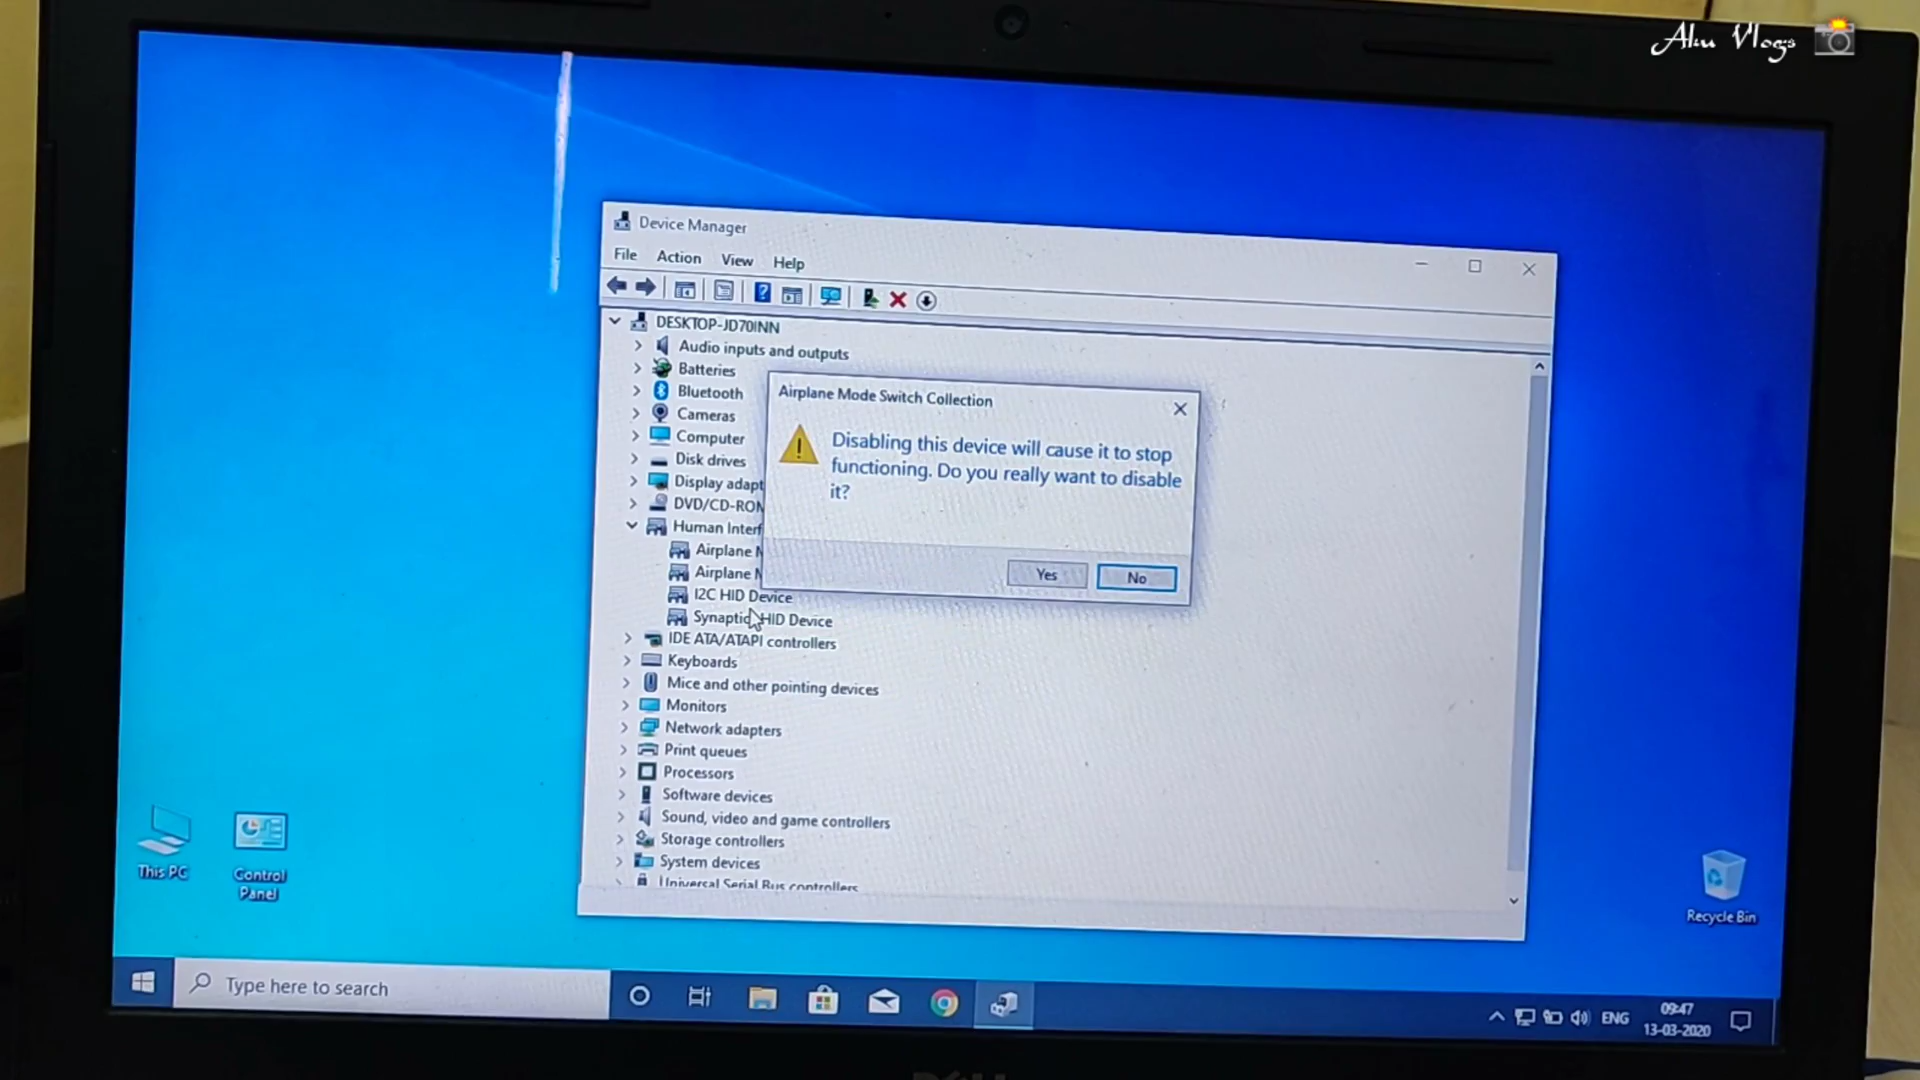 Aku Vlogs
Device Manager
File Action View Help
DESKTOP-JD70INN
Audio inputs and outputs
Batteries
Bluetooth
Cameras
Computer
Disk drives
Display adapt
DVD/CD-ROM
Human Interf
Airplane M
Airplane M
I2C HID Device
Synaptic HID Device
IDE ATA/ATAPI controllers
Keyboards
Mice and other pointing devices
Monitors
Network adapters
Print queues
Processors
Software devices
Sound, video and game controllers
Storage controllers
System devices
Universal Serial Bus controllers
Airplane Mode Switch Collection
Disabling this device will cause it to stop
functioning. Do you really want to disable
it?
Yes No
This PC
Control
Panel
Recycle Bin
Type here to search
ENG
09:47
13-03-2020